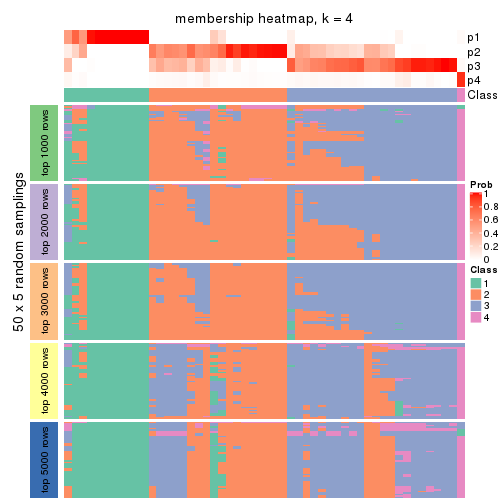 membership heatmap, k = 4
p1
p2
p3
p4
Class
50 x 5 random samplings
top 1000 rows
top 2000 rows
top 3000 rows
top 4000 rows
top 5000 rows
Prob
1
0.8
0.6
0.4
0.2
0
Class
1
2
3
4